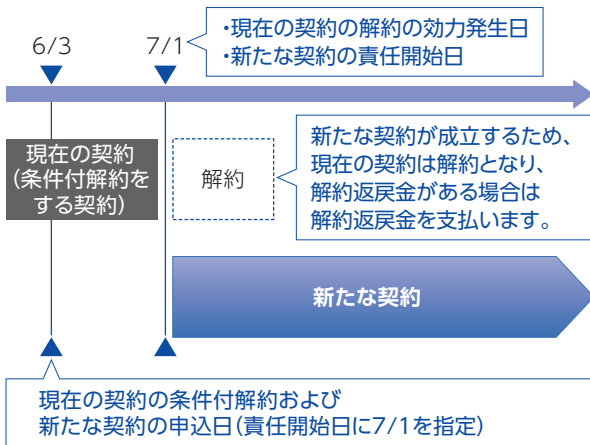 6/3
7/1
・現在の契約の解約の効力発生日
・新たな契約の責任開始日
現在の契約
(条件付解約を
する契約)
解約
新たな契約が成立するため、
現在の契約は解約となり、
解約返戻金がある場合は
解約返戻金を支払います。
新たな契約
現在の契約の条件付解約および
新たな契約の申込日(責任開始日に7/1を指定)